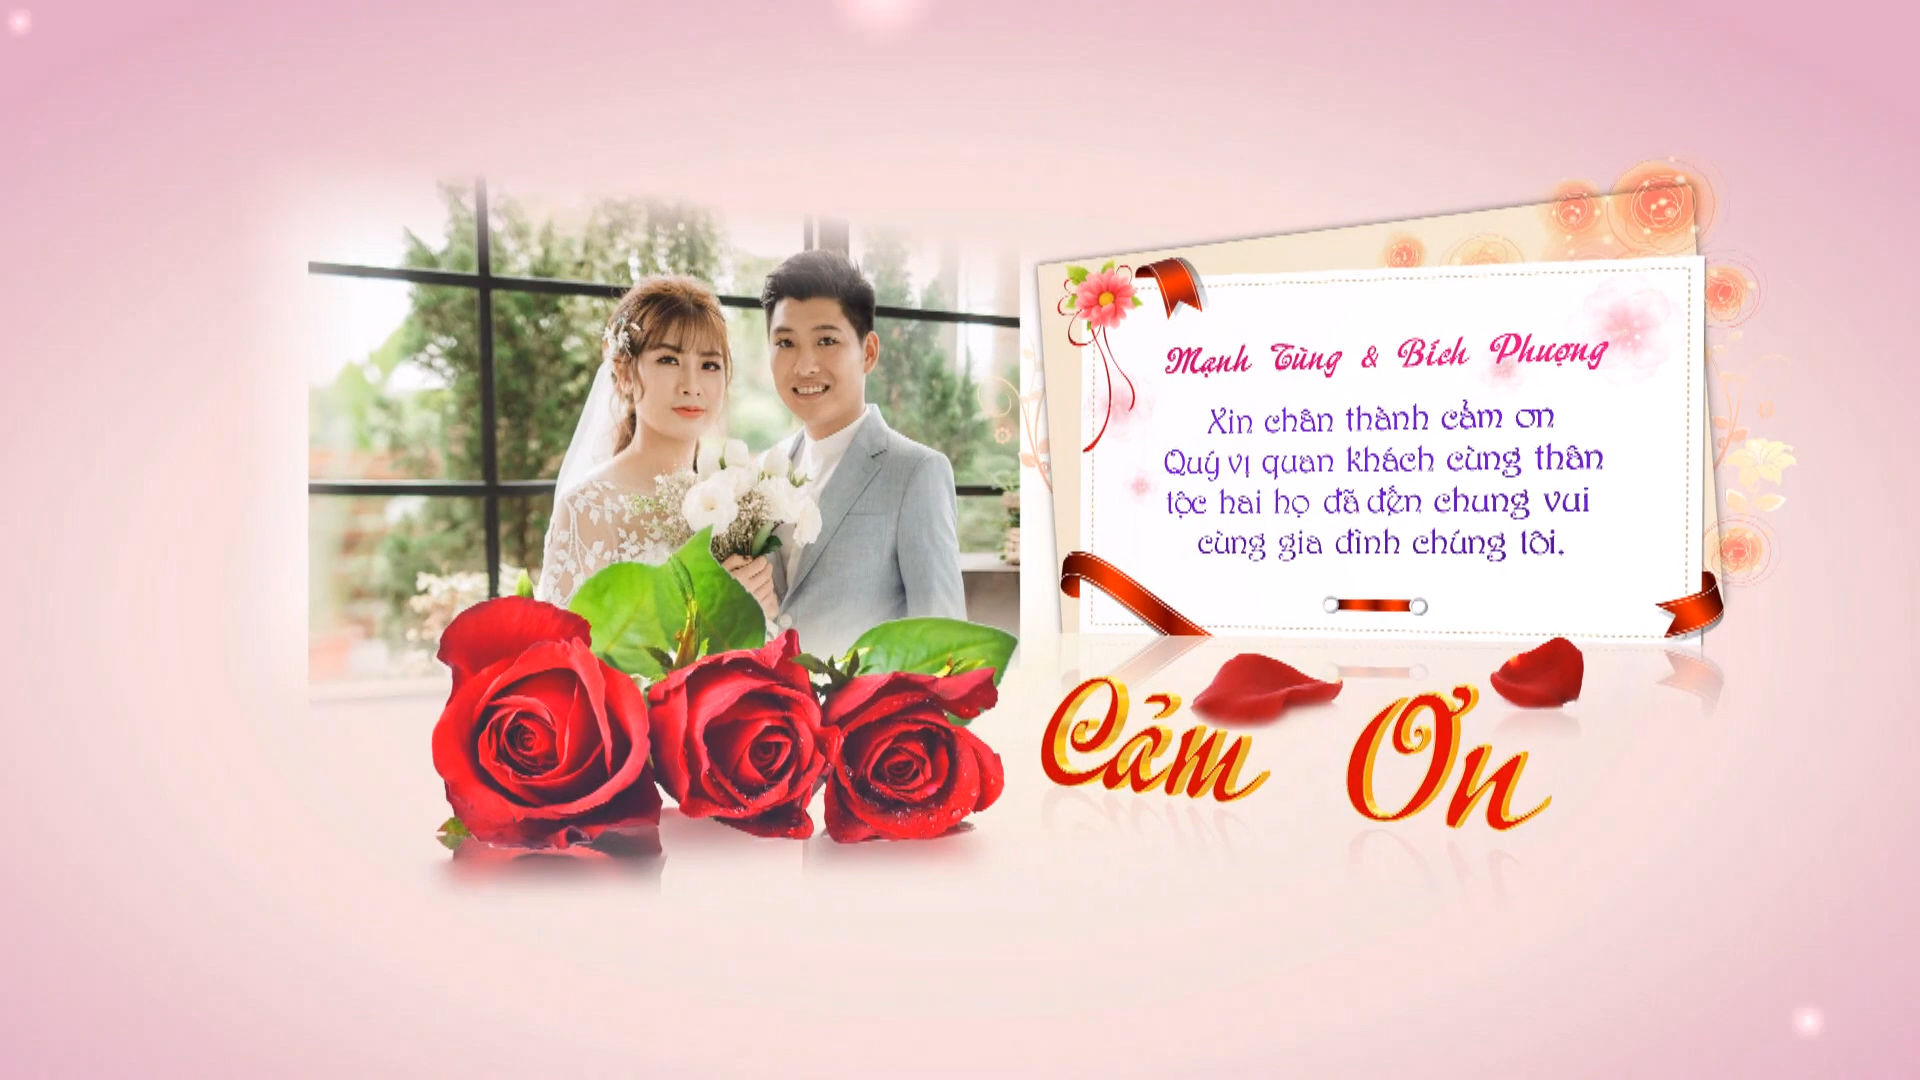 Mạnh Tùng & Bích Phượng
Xin chân thành cảm ơn
Quý vị quan khách cùng thân
tộc hai họ đã đến chung vui
cùng gia đình chúng tôi.
Cảm Ơn